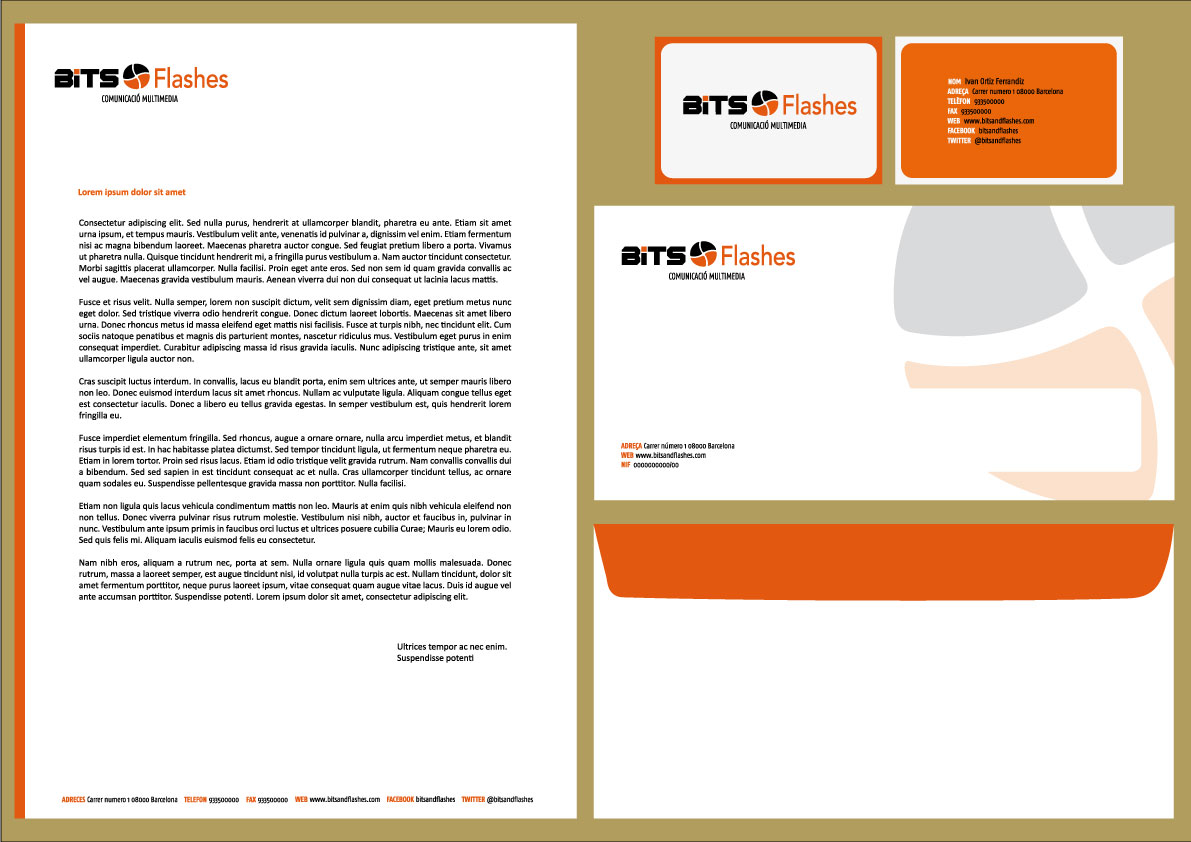 BiTS Flashes
COMUNICACIÓ MULTIMEDIA
Lorem ipsum dolor sit amet
Consectetur adipiscing elit. Sed nulla purus, hendrerit at ullamcorper blandit, pharetra eu ante. Etiam sit amet
urna ipsum, et tempus mauris. Vestibulum velit ante, venenatis id pulvinar a, dignissim vel enim. Etiam fermentum
nisi ac magna bibendum laoreet. Maecenas pharetra auctor congue. Sed feugiat pretium libero a porta. Vivamus
ut pharetra nulla. Quisque tincidunt hendrerit mi, a fringilla purus vestibulum a. Nam auctor tincidunt consectetur.
Morbi sagittis placerat ullamcorper. Nulla facilisi. Proin eget ante eros. Sed non sem id quam gravida convallis ac
vel augue. Maecenas gravida vestibulum mauris. Aenean viverra dui non dui consequat ut lacinia lacus mattis.
Fusce et risus velit. Nulla semper, lorem non suscipit dictum, velit sem dignissim diam, eget pretium metus nunc
eget dolor. Sed tristique viverra odio hendrerit congue. Donec dictum laoreet lobortis. Maecenas sit amet libero
urna. Donec rhoncus metus id massa eleifend eget mattis nisi facilisis. Fusce at turpis nibh, nec tincidunt elit. Cum
sociis natoque penatibus et magnis dis parturient montes, nascetur ridiculus mus. Vestibulum eget purus in enim
consequat imperdiet. Curabitur adipiscing massa id risus gravida iaculis. Nunc adipiscing tristique ante, sit amet
ullamcorper ligula auctor non.
Cras suscipit luctus interdum. In convallis, lacus eu blandit porta, enim sem ultrices ante, ut semper mauris libero
non leo. Donec euismod interdum lacus sit amet rhoncus. Nullam ac vulputate ligula. Aliquam congue tellus eget
est consectetur iaculis. Donec a libero eu tellus gravida egestas. In semper vestibulum est, quis hendrerit lorem
fringilla eu.
Fusce imperdiet elementum fringilla. Sed rhoncus, augue a ornare ornare, nulla arcu imperdiet metus, et blandit
risus turpis id est. In hac habitasse platea dictumst. Sed tempor tincidunt ligula, ut fermentum neque pharetra eu.
Etiam in lorem tortor. Proin sed risus lacus. Etiam id odio tristique velit gravida rutrum. Nam convallis convallis dui
a bibendum. Sed sed sapien in est tincidunt consequat ac et nulla. Cras ullamcorper tincidunt tellus, ac ornare
quam sodales eu. Suspendisse pellentesque gravida massa non porttitor. Nulla facilisi.
Etiam non ligula quis lacus vehicula condimentum mattis non leo. Mauris at enim quis nibh vehicula eleifend non
non tellus. Donec viverra pulvinar risus rutrum molestie. Vestibulum nisi nibh, auctor et faucibus in, pulvinar in
nunc. Vestibulum ante ipsum primis in faucibus orci luctus et ultrices posuere cubilia Curae; Mauris eu lorem odio.
Sed quis felis mi. Aliquam iaculis euismod felis eu consectetur.
Nam nibh eros, aliquam a rutrum nec, porta at sem. Nulla ornare ligula quis quam mollis malesuada. Donec
rutrum, massa a laoreet semper, est augue tincidunt nisi, id volutpat nulla turpis ac est. Nullam tincidunt, dolor sit
amet fermentum porttitor, neque purus laoreet ipsum, vitae consequat quam augue vitae lacus. Duis id augue vel
ante accumsan porttitor. Suspendisse potenti. Lorem ipsum dolor sit amet, consectetur adipiscing elit.
Ultrices tempor ac nec enim.
Suspendisse potenti
ADRECES Carrer numero 1 08000 Barcelona TELEFON 933500000 FAX 933500000 WEB www.bitsandflashes.com FACEBOOK bitsandflashes TWITTER @bitsandflashes
BiTS Flashes
COMUNICACIÓ MULTIMEDIA
NOM Ivan Ortiz Ferrandiz
ADREÇA Carrer numero 1 08000 Barcelona
TELÈFON 933500000
FAX 933500000
WEB www.bitsandflashes.com
FACEBOOK bitsandflashes
TWITTER @bitsandflashes
BiTS Flashes
COMUNICACIÓ MULTIMEDIA
ADREÇA Carrer número 1 08000 Barcelona
WEB www.bitsandflashes.com
NIF 0000000000/00